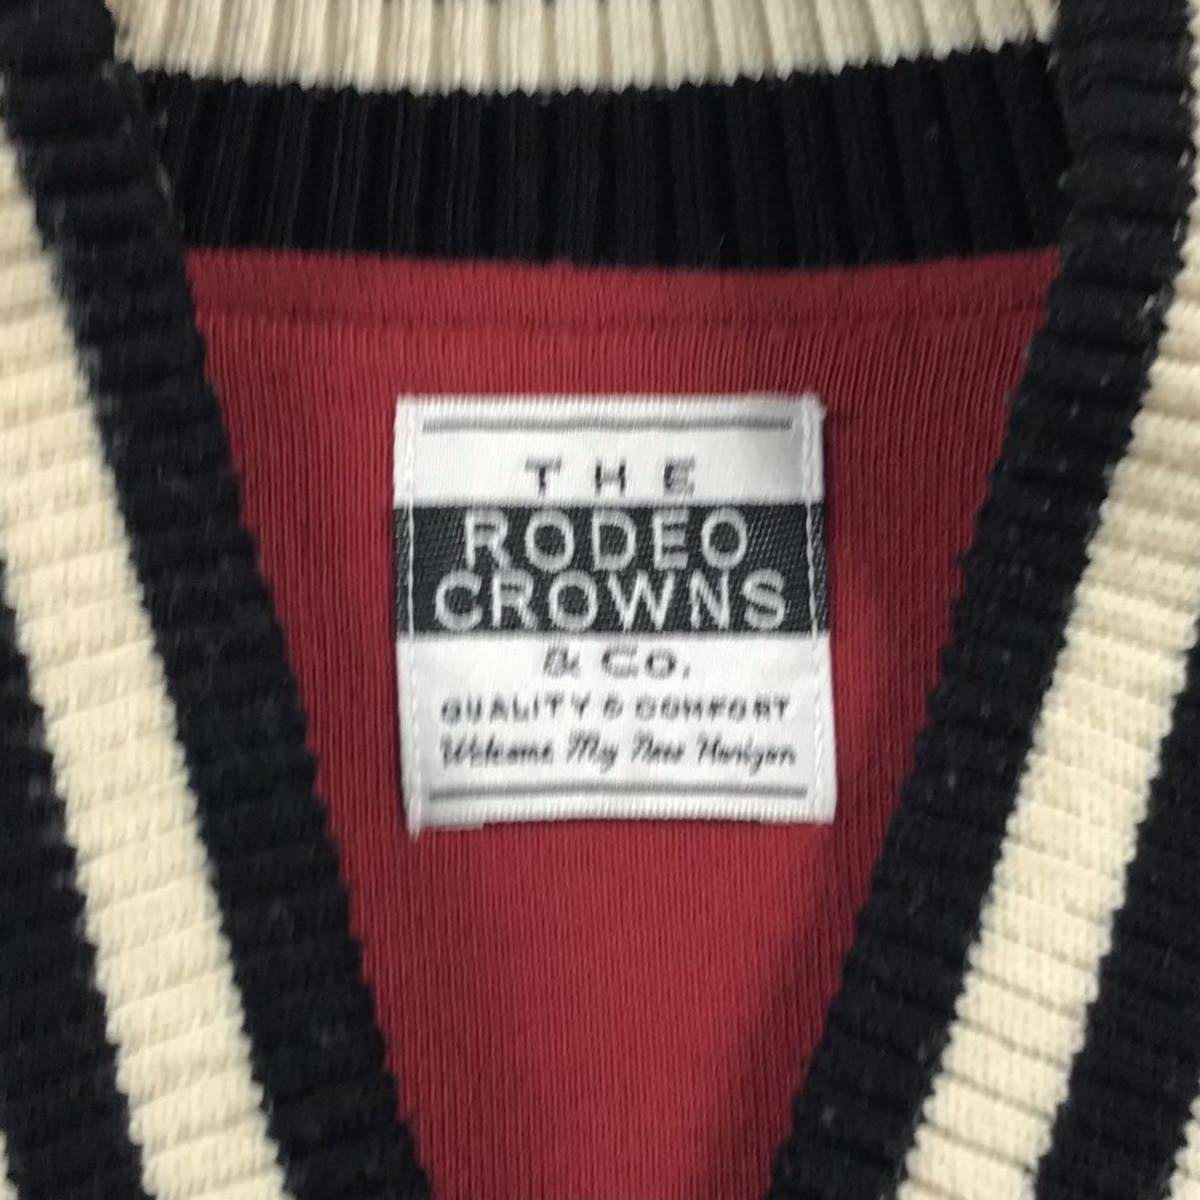 THE
RODEO
CROWNS
& Co.
QUALITY & COMFORT
Welcome My New Horizon